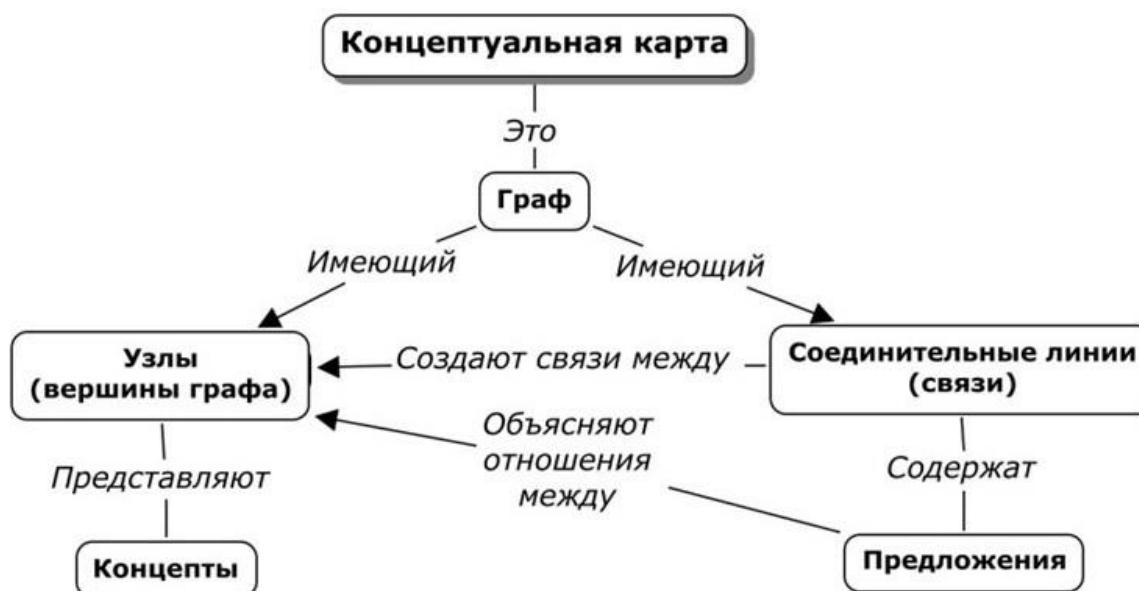 Концептуальная карта
Это
Граф
Имеющий
Имеющий
Узлы
(вершины графа)
Создают связи между
Соединительные линии
(связи)
Объясняют
отношения
между
Представляют
Содержат
Концепты
Предложения